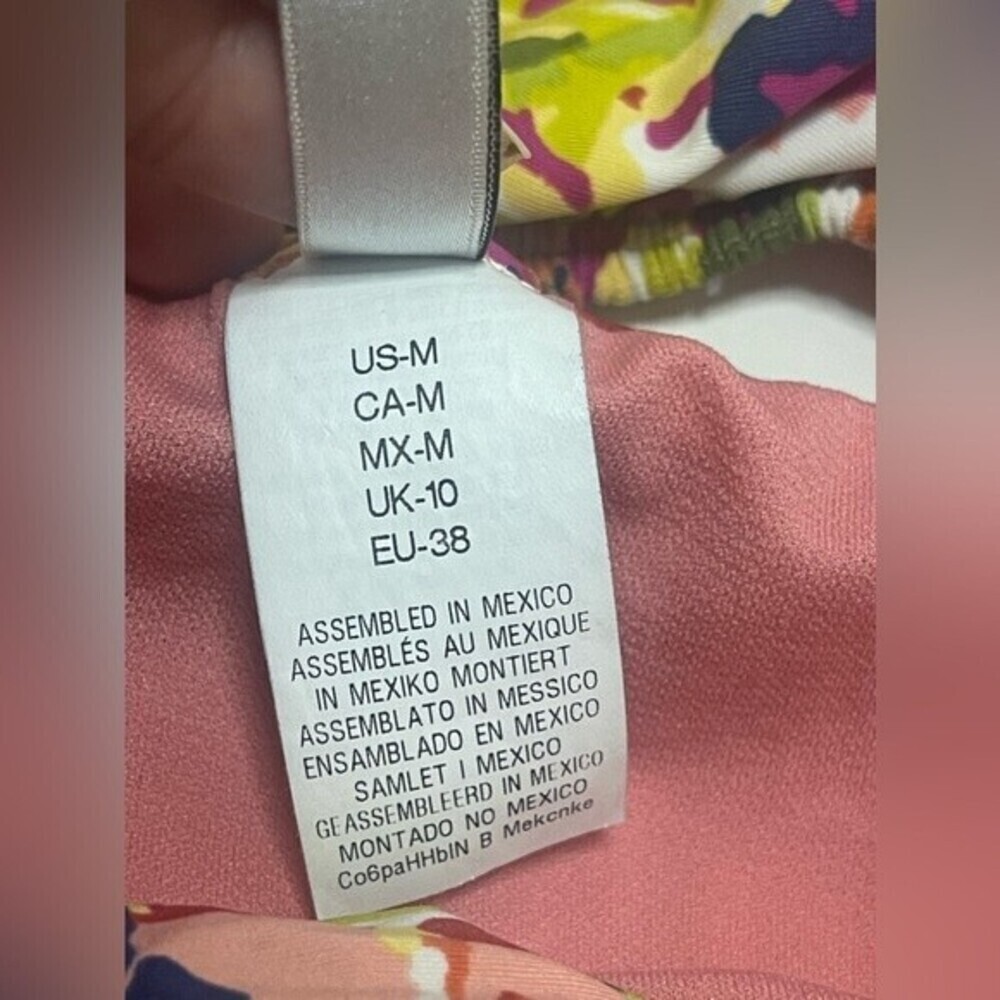 US-M
CA-M
MX-M
UK-10
EU-38
ASSEMBLED IN MEXICO
ASSEMBLÉS AU MEXIQUE
IN MEXIKO MONTIERT
ASSEMBLATO IN MESSICO
ENSAMBLADO EN MEXICO
SAMLET I MEXICO
GEASSEMBLEERD IN MEXICO
MONTADO NO MEXICO
Co6paHHbIN B Mekcnke